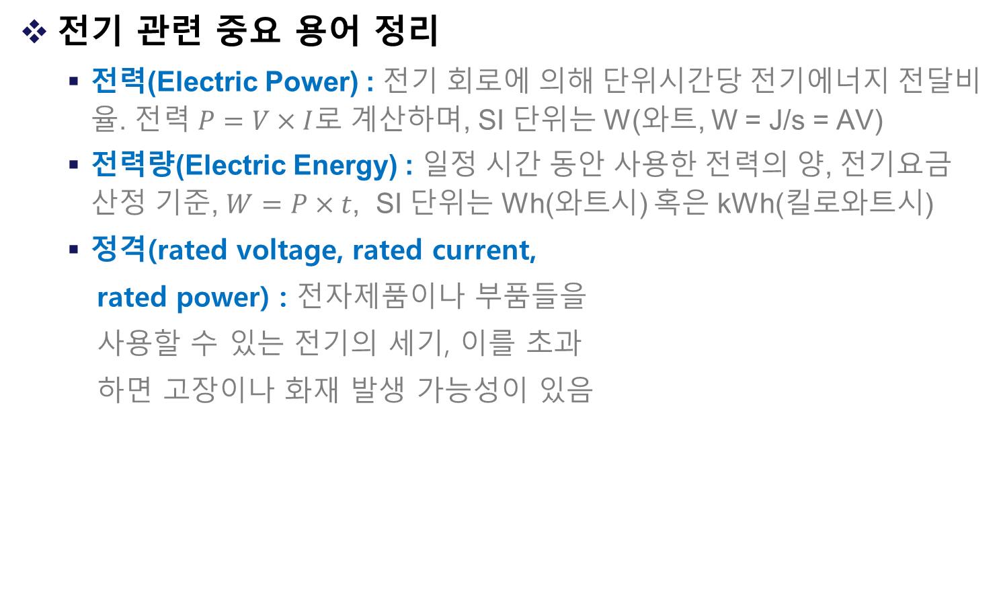 ❖ 전기 관련 중요 용어 정리
▪ 전력(Electric Power) : 전기 회로에 의해 단위시간당 전기에너지 전달비
율. 전력 P = V × I로 계산하며, SI 단위는 W(와트, W = J/s = AV)
▪ 전력량(Electric Energy) : 일정 시간 동안 사용한 전력의 양, 전기요금
산정 기준, W = P × t, SI 단위는 Wh(와트시) 혹은 kWh(킬로와트시)
▪ 정격(rated voltage, rated current,
rated power) : 전자제품이나 부품들을
사용할 수 있는 전기의 세기, 이를 초과
하면 고장이나 화재 발생 가능성이 있음